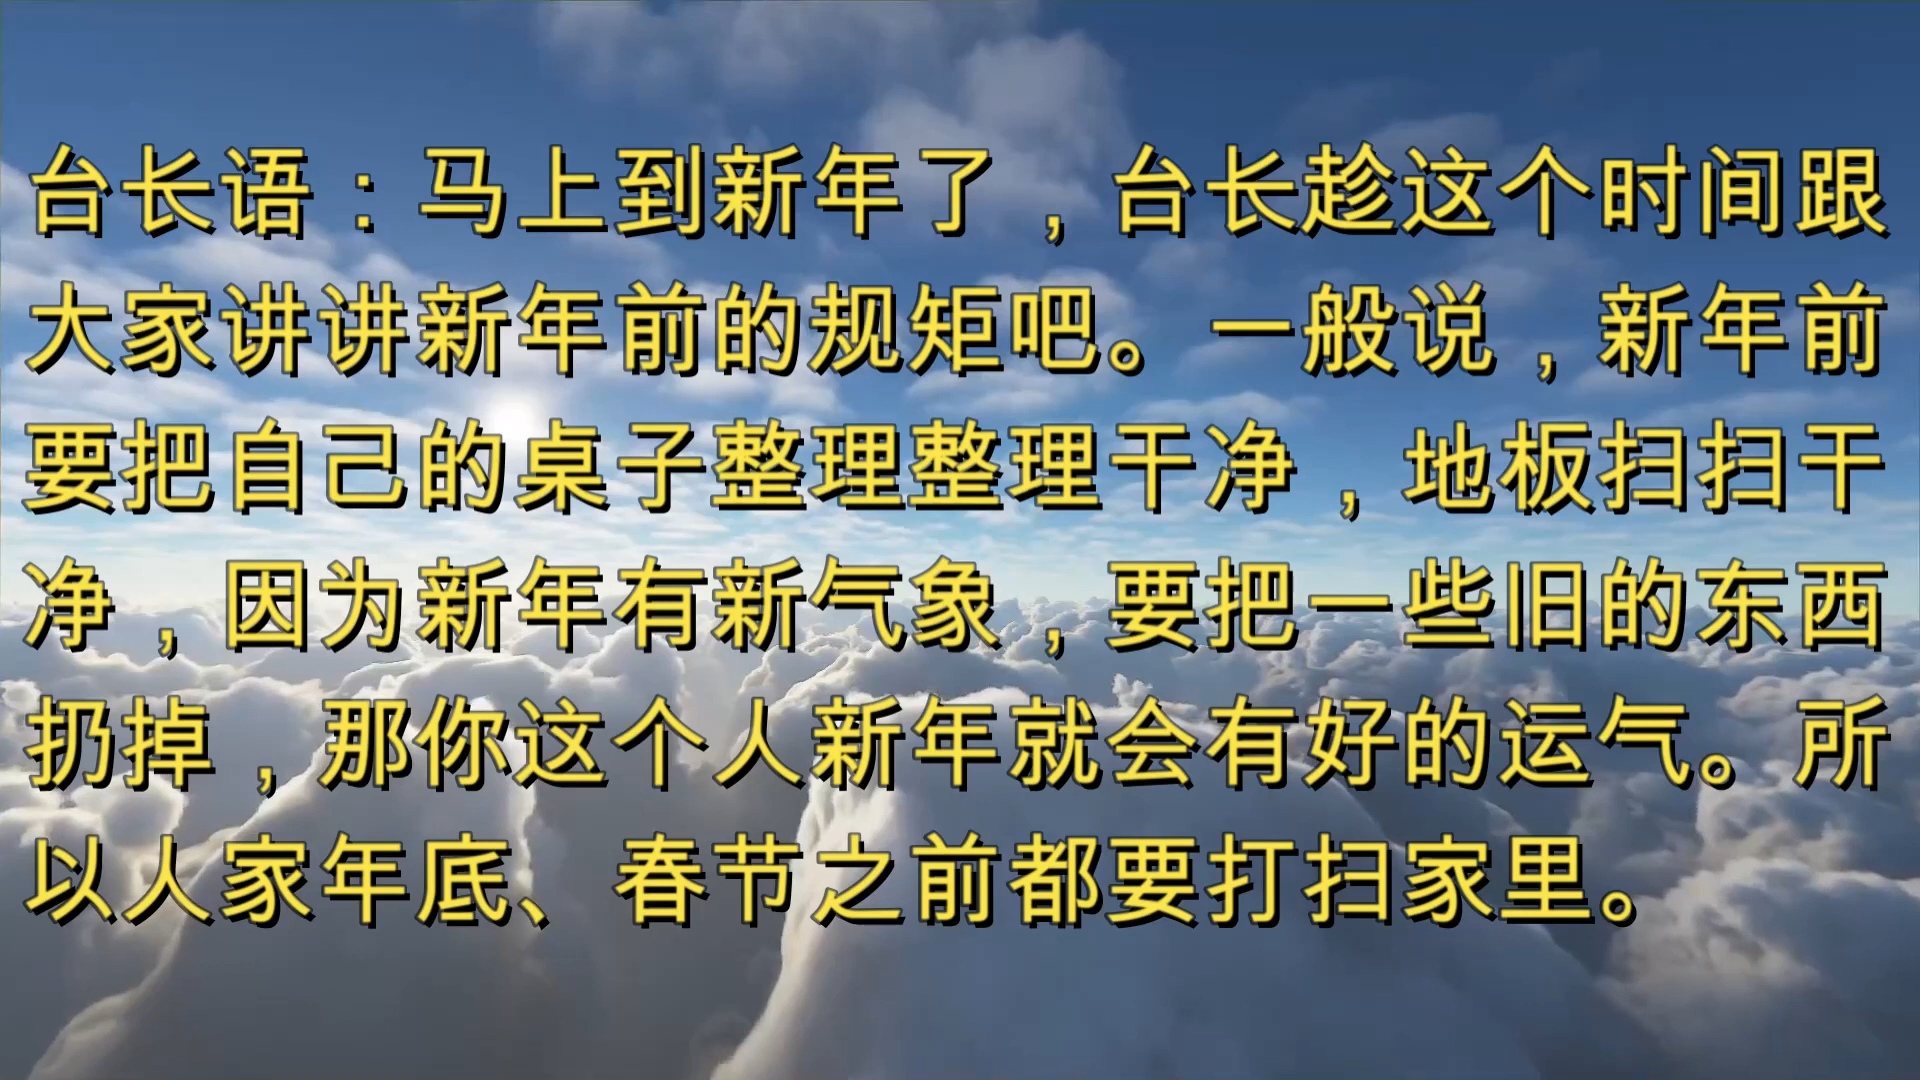 台长语：马上到新年了，台长趁这个时间跟
大家讲讲新年前的规矩吧。一般说，新年前
要把自己的桌子整理整理干净，地板扫扫干
净，因为新年有新气象，要把一些旧的东西
扔掉，那你这个人新年就会有好的运气。所
以人家年底、春节之前都要打扫家里。